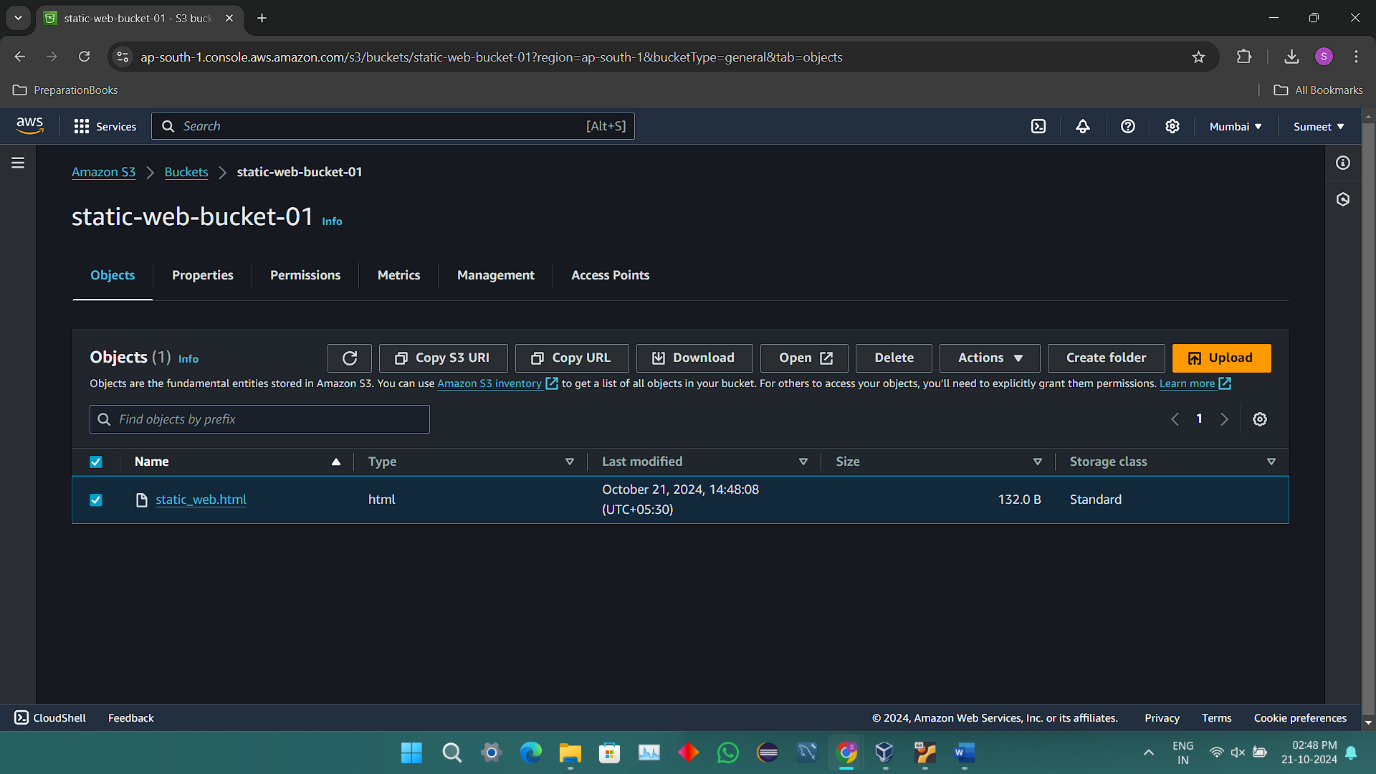 static-web-bucket-01 - S3 buck
ap-south-1.console.aws.amazon.com/s3/buckets/static-web-bucket-01?region=ap-south-1&bucketType=general&tab=objects
S
PreparationBooks
All Bookmarks
aws
Services
Search
[Alt+S]
Mumbai
Sumeet
Amazon S3
Buckets
static-web-bucket-01
static-web-bucket-01 Info
Objects
Properties
Permissions
Metrics
Management
Access Points
Objects (1) Info
Copy S3 URI
Copy URL
Download
Open
Delete
Actions
Create folder
Upload
Objects are the fundamental entities stored in Amazon S3. You can use Amazon S3 inventory to get a list of all objects in your bucket. For others to access your objects, you'll need to explicitly grant them permissions. Learn more
Find objects by prefix
1
Name
Type
Last modified
Size
Storage class
static_web.html
html
October 21, 2024, 14:48:08
(UTC+05:30)
132.0 B
Standard
CloudShell
Feedback
© 2024, Amazon Web Services, Inc. or its affiliates.
Privacy
Terms
Cookie preferences
ENG
IN
02:48 PM
21-10-2024